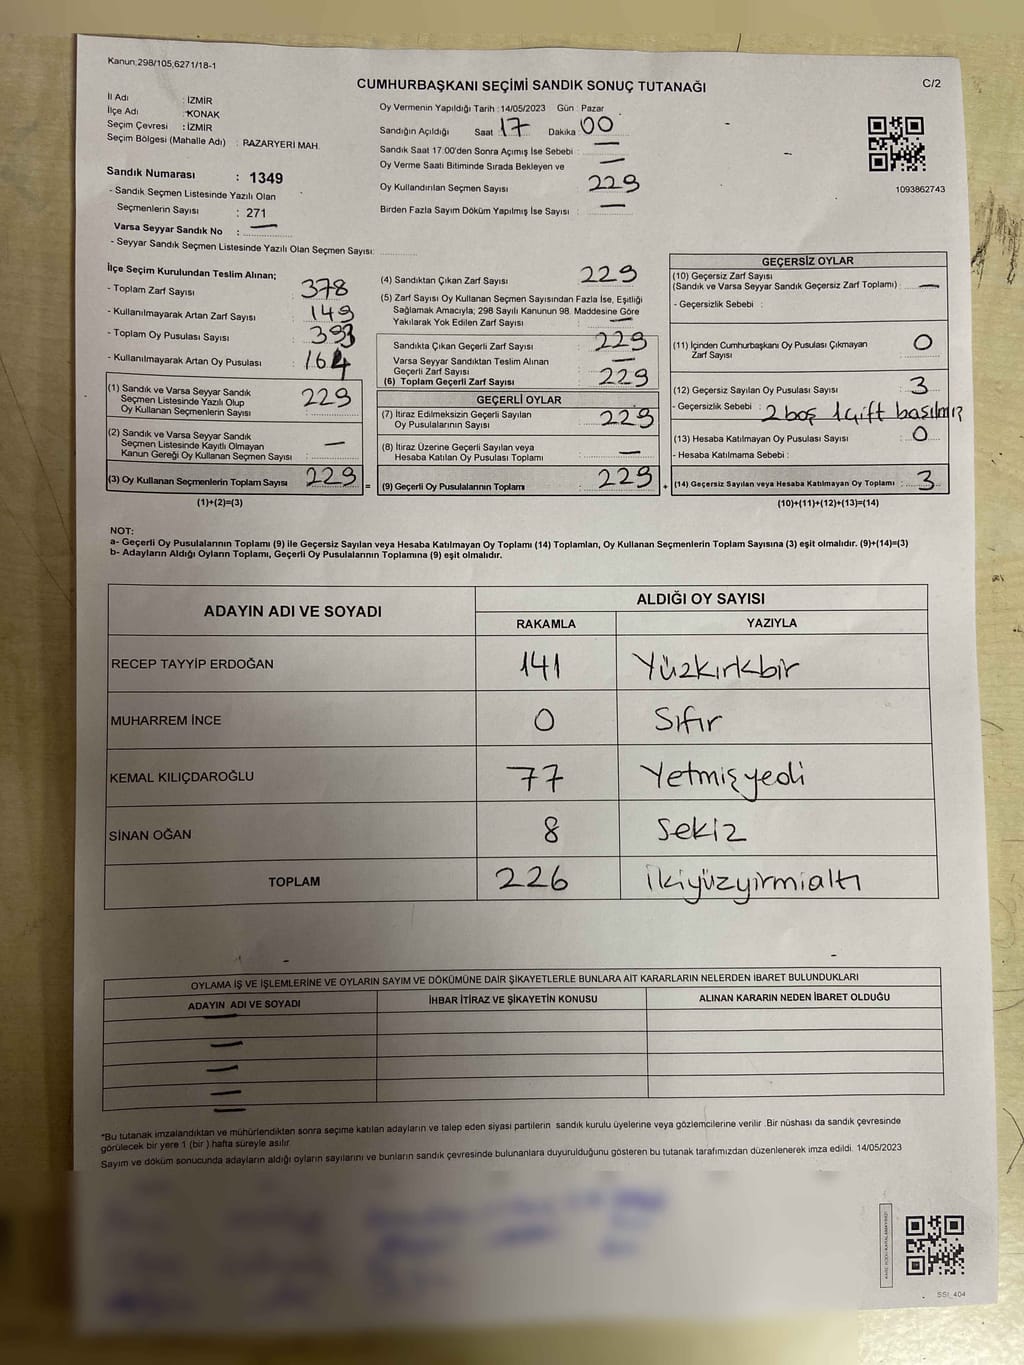 Kanun,298/105,6271/18-1
CUMHURBAŞKANI SEÇİMİ SANDIK SONUÇ TUTANAĞI
C/2
İl Adı : İZMİR
İlçe Adı : KONAK
Seçim Çevresi : İZMİR
Seçim Bölgesi (Mahalle Adı) : PAZARYERİ MAH.
Sandık Numarası : 1349
- Sandık Seçmen Listesinde Yazılı Olan
Seçmenlerin Sayısı : 271
Varsa Seyyar Sandık No : —
- Seyyar Sandık Seçmen Listesinde Yazılı Olan Seçmen Sayısı:
Oy Vermenin Yapıldığı Tarih : 14/05/2023 Gün : Pazar
Sandığın Açıldığı Saat 17 Dakika 00
Sandık Saat 17:00'den Sonra Açımış İse Sebebi : —
Oy Verme Saati Bitiminde Sırada Bekleyen ve —
Oy Kullandırılan Seçmen Sayısı 229
Birden Fazla Sayım Döküm Yapılmış İse Sayısı : —
1093862743
İlçe Seçim Kurulundan Teslim Alınan;
- Toplam Zarf Sayısı : 378
- Kullanılmayarak Artan Zarf Sayısı : 149
- Toplam Oy Pusulası Sayısı : 393
- Kullanılmayarak Artan Oy Pusulası : 164
(1) Sandık ve Varsa Seyyar Sandık
Seçmen Listesinde Yazılı Olup
Oy Kullanan Seçmenlerin Sayısı : 229
(2) Sandık ve Varsa Seyyar Sandık
Seçmen Listesinde Kayıtlı Olmayan
Kanun Gereği Oy Kullanan Seçmen Sayısı : —
(3) Oy Kullanan Seçmenlerin Toplam Sayısı : 229 =
(1)+(2)=(3)
(4) Sandıktan Çıkan Zarf Sayısı : 229
(5) Zarf Sayısı Oy Kullanan Seçmen Sayısından Fazla İse, Eşitliği
Sağlamak Amacıyla; 298 Sayılı Kanunun 98. Maddesine Göre
Yakılarak Yok Edilen Zarf Sayısı : —
Sandıkta Çıkan Geçerli Zarf Sayısı : 229
Varsa Seyyar Sandıktan Teslim Alınan
Geçerli Zarf Sayısı : —
(6) Toplam Geçerli Zarf Sayısı : 229
GEÇERLİ OYLAR
(7) İtiraz Edilmeksizin Geçerli Sayılan
Oy Pusulalarının Sayısı : 229
(8) İtiraz Üzerine Geçerli Sayılan veya
Hesaba Katılan Oy Pusulası Toplamı : —
(9) Geçerli Oy Pusulalarının Toplamı : 229 +
GEÇERSİZ OYLAR
(10) Geçersiz Zarf Sayısı
(Sandık ve Varsa Seyyar Sandık Geçersiz Zarf Toplamı) : —
- Geçersizlik Sebebi :
(11) İçinden Cumhurbaşkanı Oy Pusulası Çıkmayan
Zarf Sayısı : 0
(12) Geçersiz Sayılan Oy Pusulası Sayısı : 3
- Geçersizlik Sebebi : 2 boş 1 çift basılmış
(13) Hesaba Katılmayan Oy Pusulası Sayısı : 0
- Hesaba Katılmama Sebebi :
(14) Geçersiz Sayılan veya Hesaba Katılmayan Oy Toplamı : 3
(10)+(11)+(12)+(13)=(14)
NOT:
a- Geçerli Oy Pusulalarının Toplamı (9) ile Geçersiz Sayılan veya Hesaba Katılmayan Oy Toplamı (14) Toplamları, Oy Kullanan Seçmenlerin Toplam Sayısına (3) eşit olmalıdır. (9)+(14)=(3)
b- Adayların Aldığı Oyların Toplamı, Geçerli Oy Pusulalarının Toplamına (9) eşit olmalıdır.
ADAYIN ADI VE SOYADI
ALDIĞI OY SAYISI
RAKAMLA YAZIYLA
RECEP TAYYİP ERDOĞAN 141 Yüzkırkbir
MUHARREM İNCE 0 Sıfır
KEMAL KILIÇDAROĞLU 77 Yetmişyedi
SİNAN OĞAN 8 Sekiz
TOPLAM 226 İkiyüzyirmialtı
OYLAMA İŞ VE İŞLEMLERİNE VE OYLARIN SAYIM VE DÖKÜMÜNE DAİR ŞİKAYETLERLE BUNLARA AİT KARARLARIN NELERDEN İBARET BULUNDUKLARI
ADAYIN ADI VE SOYADI İHBAR İTİRAZ VE ŞİKAYETİN KONUSU ALINAN KARARIN NEDEN İBARET OLDUĞU
*Bu tutanak imzalandıktan ve mühürlendikten sonra seçime katılan adayların ve talep eden siyasi partilerin sandık kurulu üyelerine veya gözlemcilerine verilir .Bir nüshası da sandık çevresinde
görülecek bir yere 1 (bir ) hafta süreyle asılır.
Sayım ve döküm sonucunda adayların aldığı oyların sayılarını ve bunların sandık çevresinde bulunanlara duyurulduğunu gösteren bu tutanak tarafımızdan düzenlenerek imza edildi. 14/05/2023
SSI_404